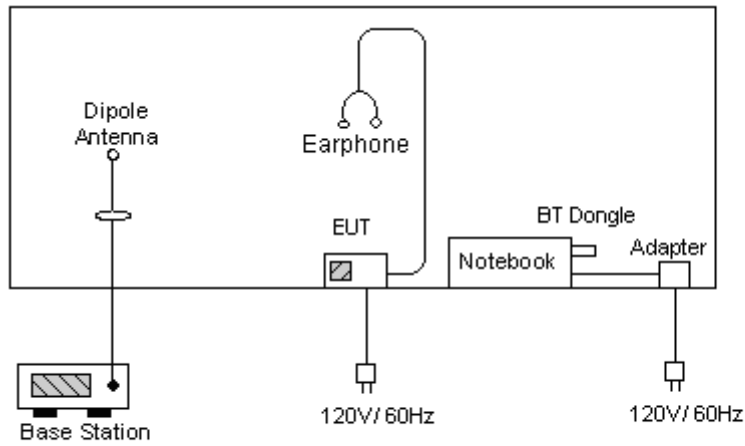 Dipole
Antenna
Earphone
EUT
BT Dongle
Notebook
Adapter
120V/ 60Hz
120V/ 60Hz
Base Station